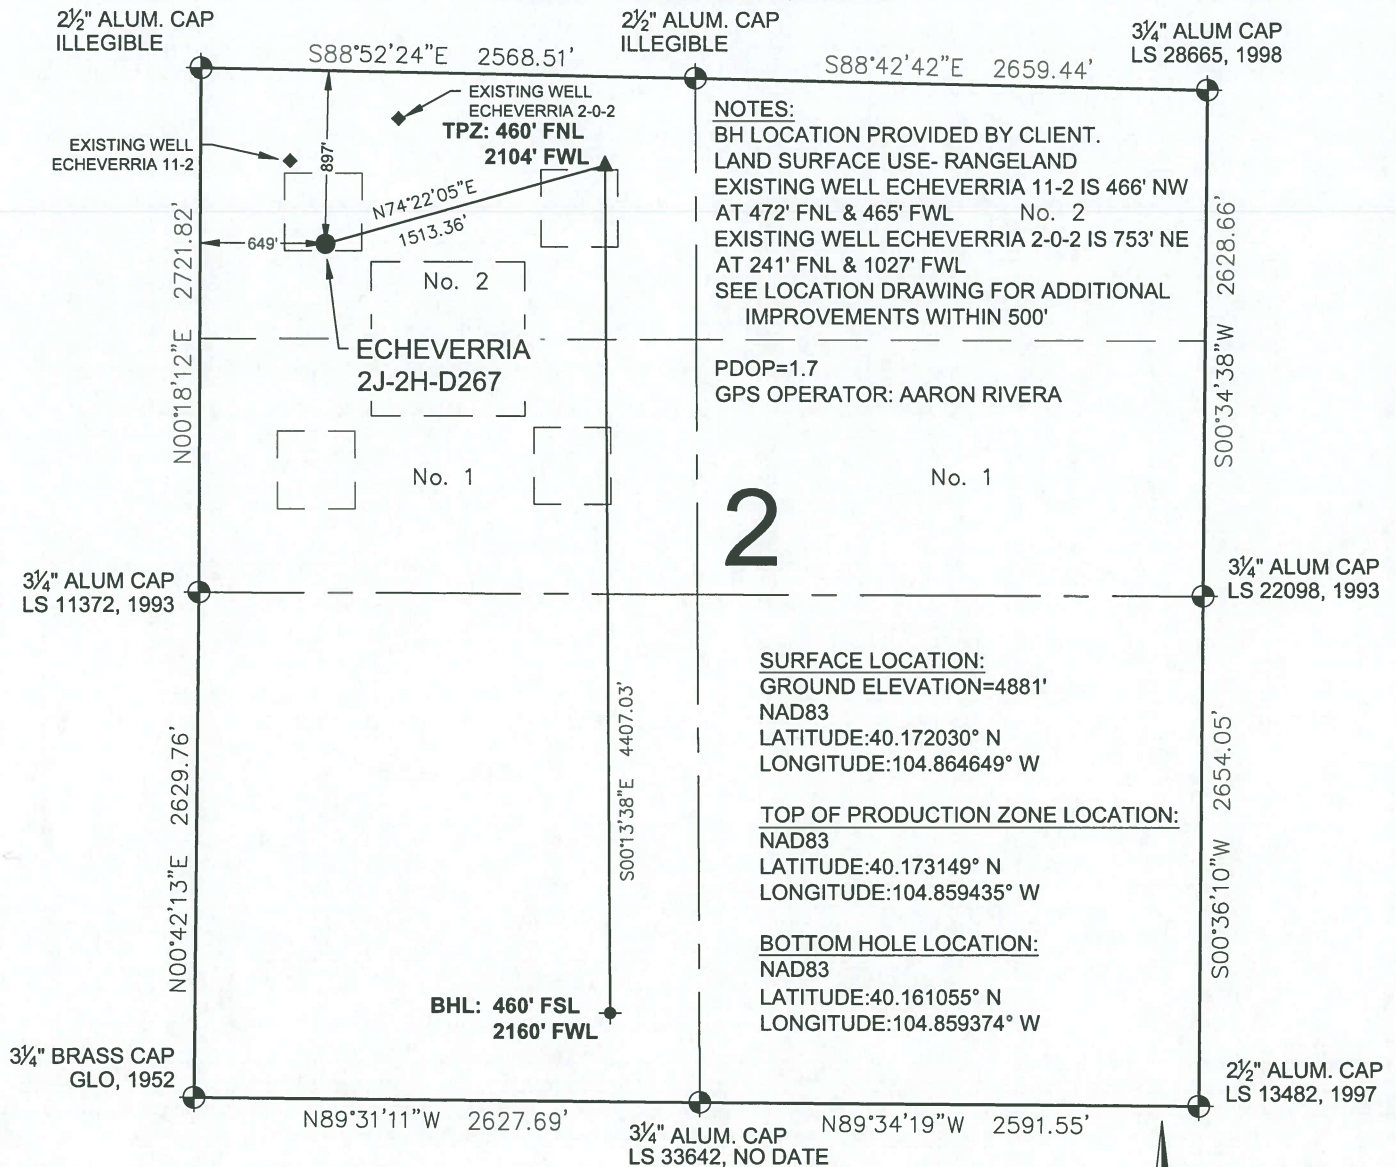 2½" ALUM. CAP
ILLEGIBLE
2½" ALUM. CAP
ILLEGIBLE
3¼" ALUM CAP
LS 28665, 1998
S88°52'24"E 2568.51'
S88°42'42"E 2659.44'
EXISTING WELL
ECHEVERRIA 2-0-2
EXISTING WELL
ECHEVERRIA 11-2
TPZ: 460' FNL
2104' FWL
897'
649'
N74°22'05"E
1513.36'
No. 2
ECHEVERRIA
2J-2H-D267
No. 1
NOTES:
BH LOCATION PROVIDED BY CLIENT.
LAND SURFACE USE- RANGELAND
EXISTING WELL ECHEVERRIA 11-2 IS 466' NW
AT 472' FNL & 465' FWL
No. 2
EXISTING WELL ECHEVERRIA 2-0-2 IS 753' NE
AT 241' FNL & 1027' FWL
SEE LOCATION DRAWING FOR ADDITIONAL
IMPROVEMENTS WITHIN 500'
PDOP=1.7
GPS OPERATOR: AARON RIVERA
No. 1
2
N00°18'12"E 2721.82'
S00°34'38"W 2628.66'
3¼" ALUM CAP
LS 11372, 1993
3¼" ALUM CAP
LS 22098, 1993
SURFACE LOCATION:
GROUND ELEVATION=4881'
NAD83
LATITUDE:40.172030° N
LONGITUDE:104.864649° W
TOP OF PRODUCTION ZONE LOCATION:
NAD83
LATITUDE:40.173149° N
LONGITUDE:104.859435° W
BOTTOM HOLE LOCATION:
NAD83
LATITUDE:40.161055° N
LONGITUDE:104.859374° W
S00°13'38"E 4407.03'
N00°42'13"E 2629.76'
S00°36'10"W 2654.05'
BHL: 460' FSL
2160' FWL
3¼" BRASS CAP
GLO, 1952
2½" ALUM. CAP
LS 13482, 1997
N89°31'11"W 2627.69'
N89°34'19"W 2591.55'
3¼" ALUM. CAP
LS 33642, NO DATE